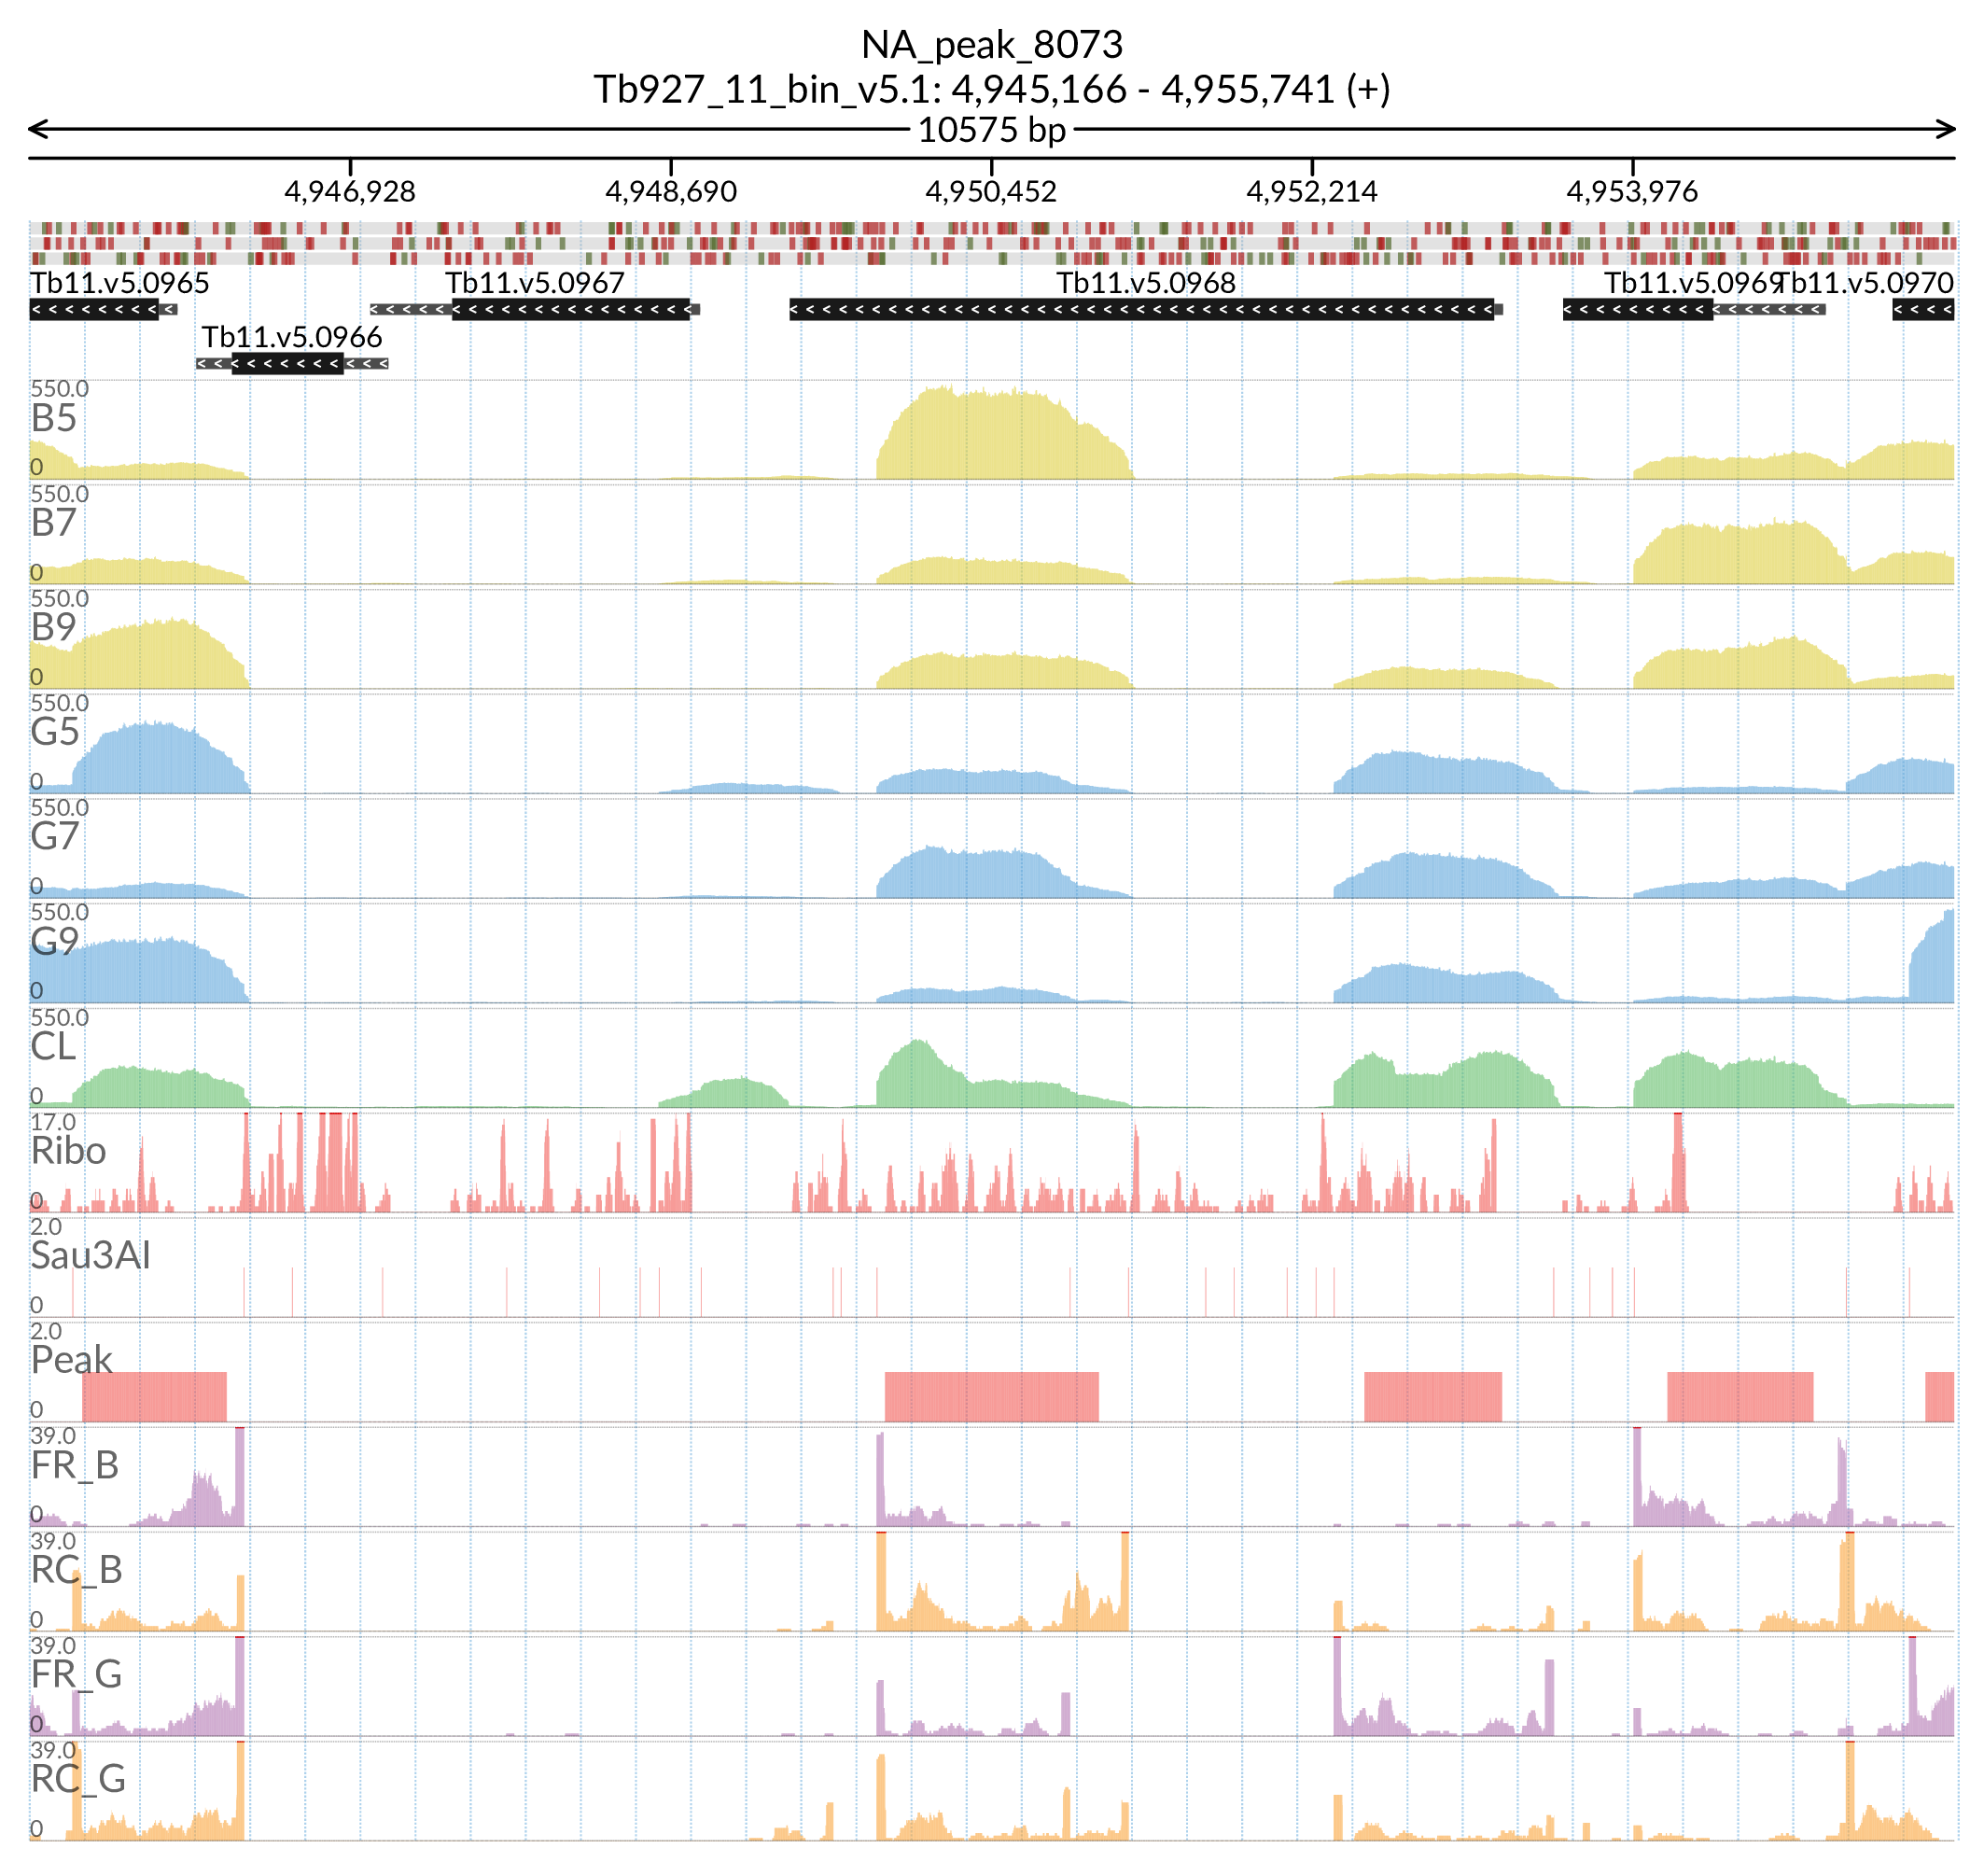 NA_peak_8073
Tb927_11_bin_v5.1: 4,945,166 - 4,955,741 (+)
10575 bp
4,946,928 4,948,690 4,950,452 4,952,214 4,953,976
Tb11.v5.0965 Tb11.v5.0967 Tb11.v5.0968 Tb11.v5.0969 Tb11.v5.0970
Tb11.v5.0966
550.0
B5
0
550.0
B7
0
550.0
B9
0
550.0
G5
0
550.0
G7
0
550.0
G9
0
550.0
CL
0
17.0
Ribo
0
2.0
Sau3AI
0
2.0
Peak
0
39.0
FR_B
0
39.0
RC_B
0
39.0
FR_G
0
39.0
RC_G
0